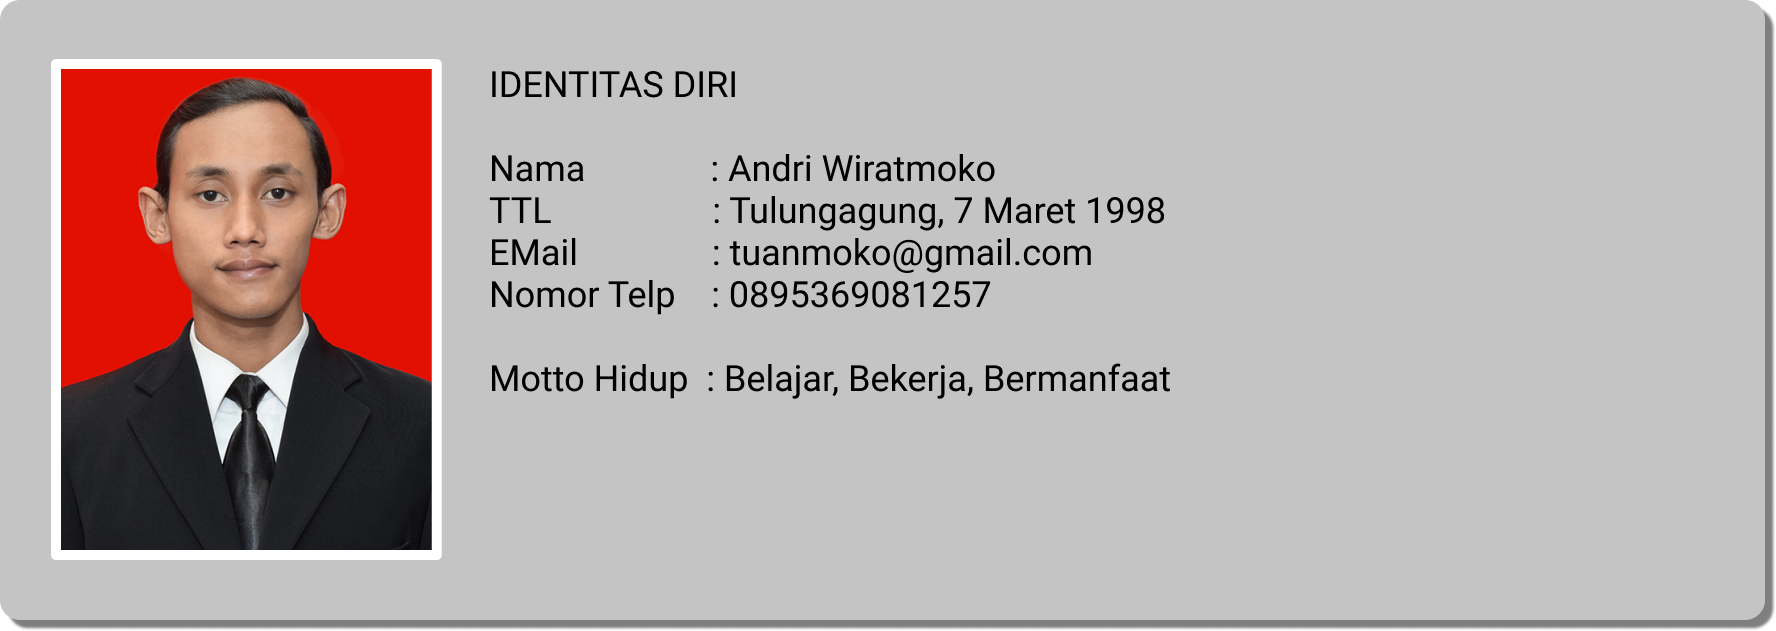 IDENTITAS DIRI
Nama : Andri Wiratmoko
TTL : Tulungagung, 7 Maret 1998
EMail : tuanmoko@gmail.com
Nomor Telp : 0895369081257
Motto Hidup : Belajar, Bekerja, Bermanfaat